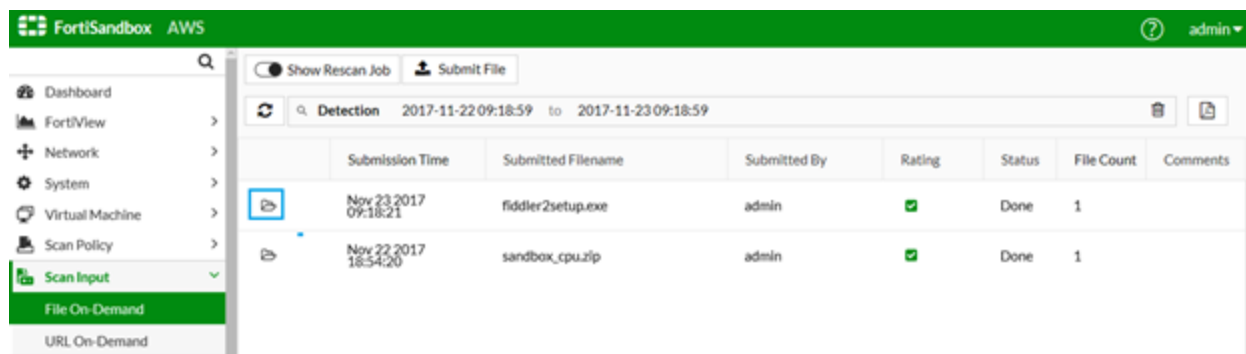 FortiSandbox AWS
? admin
Show Rescan Job Submit File
Dashboard
Detection 2017-11-22 09:18:59 to 2017-11-23 09:18:59
FortiView
Network
System
Virtual Machine
Scan Policy
Scan Input
File On-Demand
URL On-Demand
Submission Time Submitted Filename Submitted By Rating Status File Count Comments
Nov 23 2017
09:18:21
fiddler2setup.exe admin Done 1
Nov 22 2017
18:54:20
sandbox_cpu.zip admin Done 1